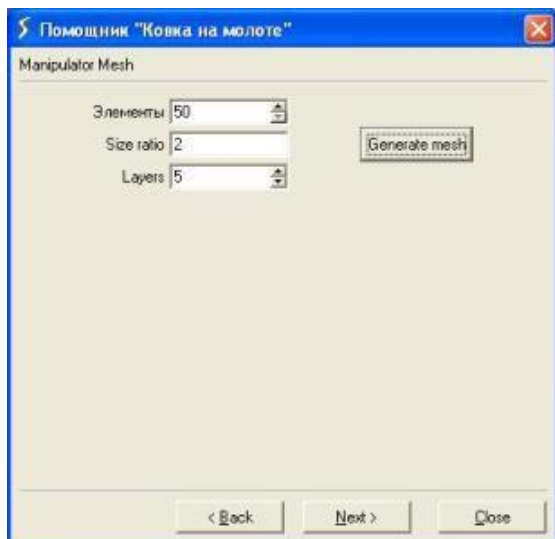 Помощник "Ковка на молоте"
Manipulator Mesh
Элементы 50
Size ratio 2
Generate mesh
Layers 5
< Back Next > Close